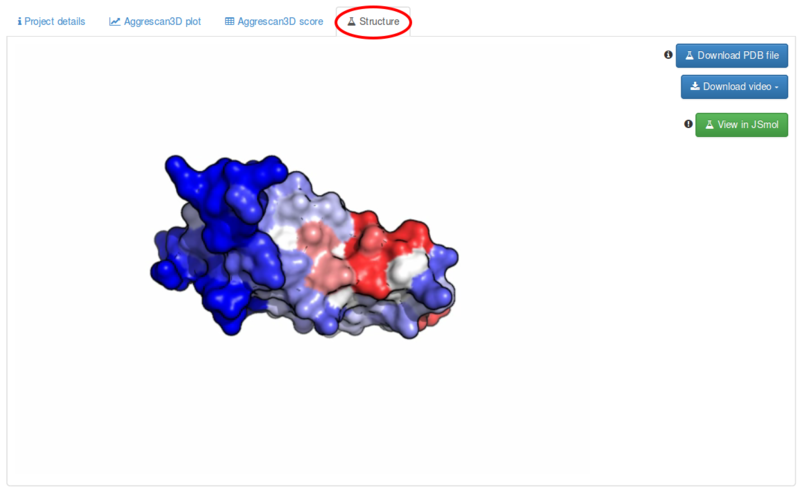 Project details
Aggrescan3D plot
Aggrescan3D score
Structure
Download PDB file
Download video
View in JSmol